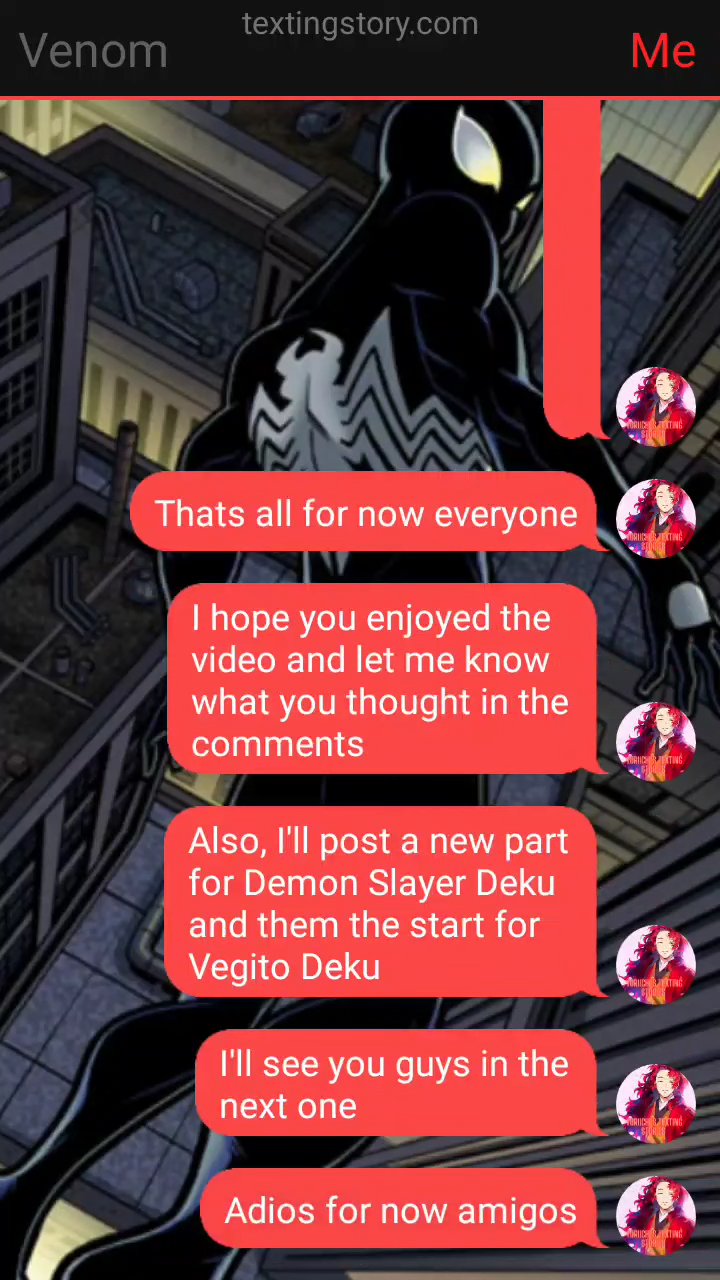 textingstory.com
Venom
Me
Thats all for now everyone
I hope you enjoyed the
video and let me know
what you thought in the
comments
Also, I'll post a new part
for Demon Slayer Deku
and them the start for
Vegito Deku
I'll see you guys in the
next one
Adios for now amigos